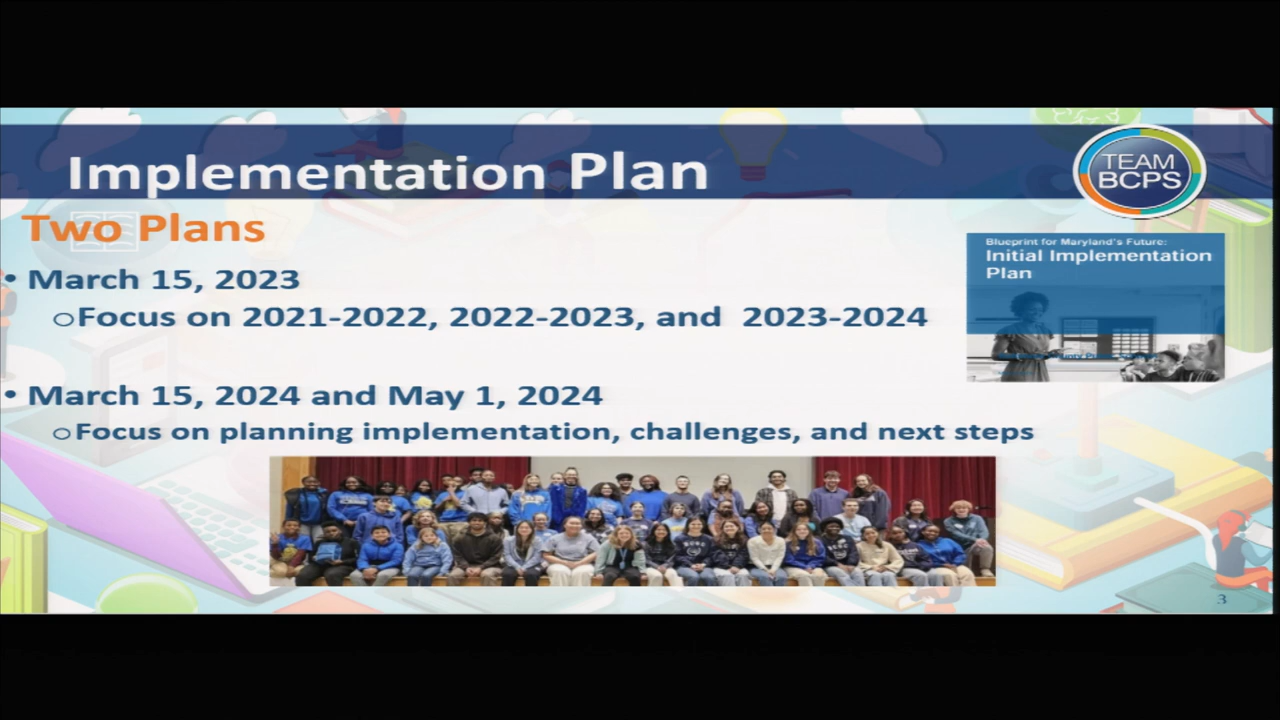 Implementation Plan
TEAM
BCPS
Two Plans
Blueprint for Maryland's Future:
Initial Implementation
Plan
• March 15, 2023
oFocus on 2021-2022, 2022-2023, and 2023-2024
• March 15, 2024 and May 1, 2024
oFocus on planning implementation, challenges, and next steps
3